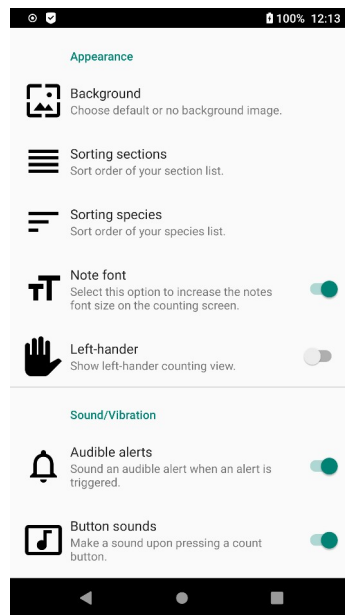 100% 12:13
Appearance
Background
Choose default or no background image.
Sorting sections
Sort order of your section list.
Sorting species
Sort order of your species list.
Note font
Select this option to increase the notes
font size on the counting screen.
Left-hander
Show left-hander counting view.
Sound/Vibration
Audible alerts
Sound an audible alert when an alert is
triggered.
Button sounds
Make a sound upon pressing a count
button.